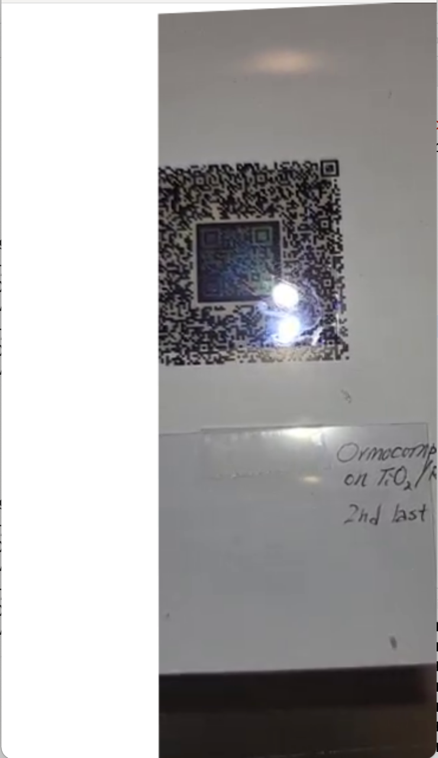 Ormocomp
on TiO₂/
2nd last